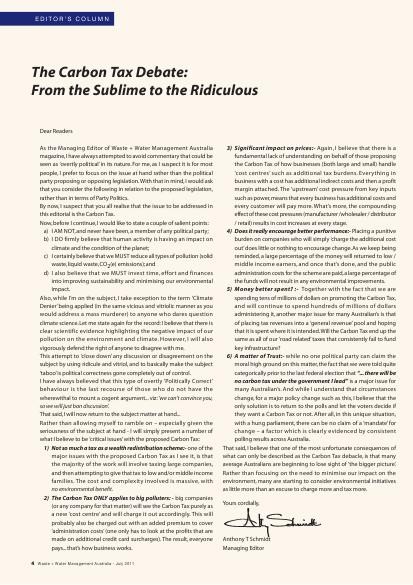 EDITOR'S COLUMN
The Carbon Tax Debate:
From the Sublime to the Ridiculous
Dear Readers
As the Managing Editor of Waste + Water Management Australia
magazine, I have always attempted to avoid commentary that could be
seen as 'overtly political' in its nature. For me, as I suspect it is for most
people, I prefer to focus on the issue at hand rather than the political
party proposing or opposing legislation. With that in mind, I would ask
that you consider the following in relation to the proposed legislation,
rather than in terms of Party Politics.
By now, I suspect that you all realise that the issue to be addressed in
this editorial is the Carbon Tax.
Now, before I continue, I would like to state a couple of salient points:
a) I AM NOT, and never have been, a member of any political party;
b) I DO firmly believe that human activity is having an impact on
climate and the condition of the planet;
c) I certainly believe that we MUST reduce all types of pollution (solid
waste, liquid waste, CO2(e) emissions); and
d) I also believe that we MUST invest time, effort and finances
into improving sustainability and minimising our environmental
impact.
Also, while I'm on the subject, I take exception to the term 'Climate
Denier' being applied (in the same vicious and vitriolic manner as you
would address a mass murderer) to anyone who dares question
climate science. Let me state again for the record: I believe that there is
clear scientific evidence highlighting the negative impact of our
pollution on the environment and climate. However, I will also
vigorously defend the right of anyone to disagree with me.
This attempt to 'close down' any discussion or disagreement on the
subject by using ridicule and vitriol, and to basically make the subject
'taboo' is political correctness gone completely out of control.
I have always believed that this type of overtly 'Politically Correct'
behaviour is the last recourse of those who do not have the
wherewithal to mount a cogent argument... viz: 'we can't convince you,
so we will just ban discussion'.
That said, I will now return to the subject matter at hand...
Rather than allowing myself to ramble on – especially given the
seriousness of the subject at hand - I will simply present a number of
what I believe to be 'critical issues' with the proposed Carbon Tax:
1) Not so much a tax as a wealth redistribution scheme:- one of the
major issues with the proposed Carbon Tax as I see it, is that
the majority of the work will involve taxing large companies,
and then attempting to give that tax to low and/or middle income
families. The cost and complexity involved is massive, with
no environmental benefit.
2) The Carbon Tax ONLY applies to big polluters:- big companies
(or any company for that matter) will see the Carbon Tax purely as
a new 'cost centre' and will charge it out accordingly. This will
probably also be charged out with an added premium to cover
'administration costs' (one only has to look at the profits that are
made on additional credit card surcharges). The result, everyone
pays... that's how business works.
3) Significant impact on prices:- Again, I believe that there is a
fundamental lack of understanding on behalf of those proposing
the Carbon Tax of how businesses (both large and small) handle
'cost centres' such as additional tax burdens. Everything in
business with a cost has additional indirect costs and then a profit
margin attached. The 'upstream' cost pressure from key inputs
such as power, means that every business has additional costs and
every customer will pay more. What's more, the compounding
effect of these cost pressures (manufacturer / wholesaler / distributor
/ retail) results in cost increases at every stage.
4) Does it really encourage better performance:- Placing a punitive
burden on companies who will simply charge the additional cost
out' does little or nothing to encourage change. As we keep being
reminded, a large percentage of the money will returned to low /
middle income earners, and once that's done, and the public
administration costs for the scheme are paid, a large percentage of
the funds will not result in any environmental improvements.
5) Money better spent? :- Together with the fact that we are
spending tens of millions of dollars on promoting the Carbon Tax,
and will continue to spend hundreds of millions of dollars
administering it, another major issue for many Australian's is that
of placing tax revenues into a 'general revenue' pool and hoping
that it is spent where it is intended. Will the Carbon Tax end up the
same as all of our 'road related' taxes that consistently fail to fund
key infrastructure?
6) A matter of Trust:- while no one political party can claim the
moral high ground on this matter, the fact that we were told quite
categorically prior to the last federal election that "... there will be
no carbon tax under the government I lead" is a major issue for
many Australian's. And while I understand that circumstances
change, for a major policy change such as this, I believe that the
only solution is to return to the polls and let the voters decide if
they want a Carbon Tax or not. After all, in this unique situation,
with a hung parliament, there can be no claim of a 'mandate for
change' – a factor which is clearly evidenced by consistent
polling results across Australia.
That said, I believe that one of the most unfortunate consequences of
what can only be described as the Carbon Tax debacle, is that many
average Australians are beginning to lose sight of 'the bigger picture'.
Rather than focusing on the need to minimise our impact on the
environment, many are starting to consider environmental initiatives
as little more than an excuse to charge more and tax more.
Yours cordially,
Anthony T Schmidt
Managing Editor
4 Waste + Water Management Australia - July 2011